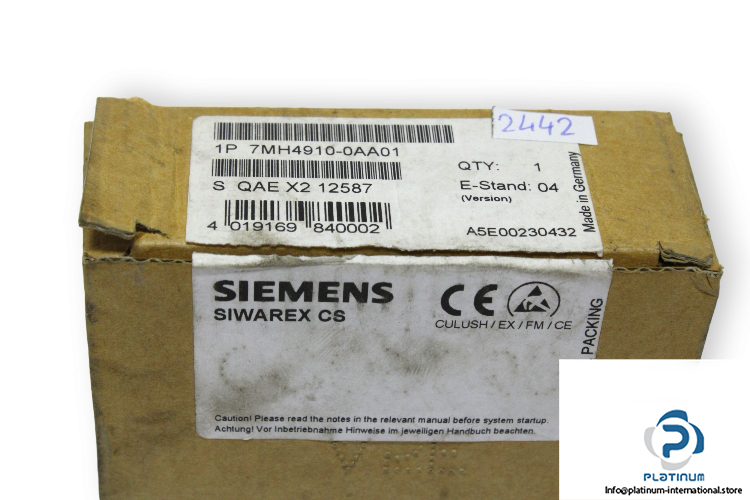 2442
1P 7MH4910-0AA01
S QAE X2 12587
4 019169 840002
QTY: 1
E-Stand: 04
(Version)
A5E00230432
Made in Germany
SIEMENS
SIWAREX CS
CE
CULUSH / EX / FM / CE
PACKING
Caution! Please read the notes in the relevant manual before system startup.
Achtung! Vor Inbetriebnahme Hinweise im jeweiligen Handbuch beachten.
PLATINUM
Info@platinum-international.store